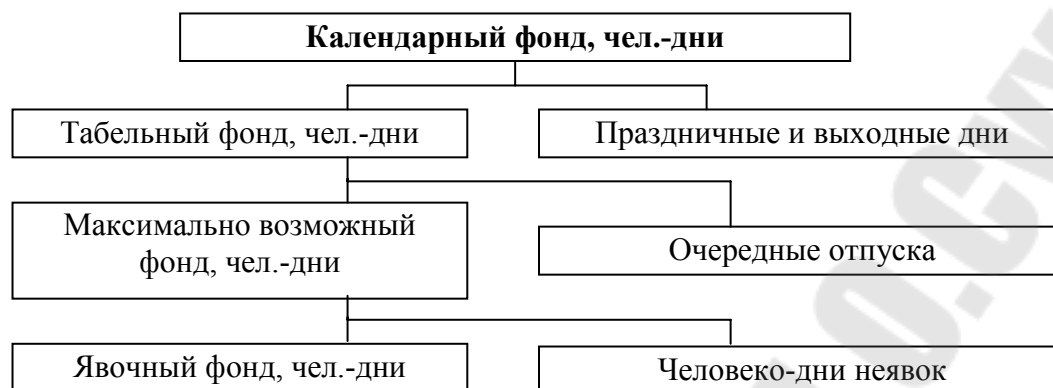 Календарный фонд, чел.-дни
Табельный фонд, чел.-дни
Праздничные и выходные дни
Максимально возможный
фонд, чел.-дни
Очередные отпуска
Явочный фонд, чел.-дни
Человеко-дни неявок